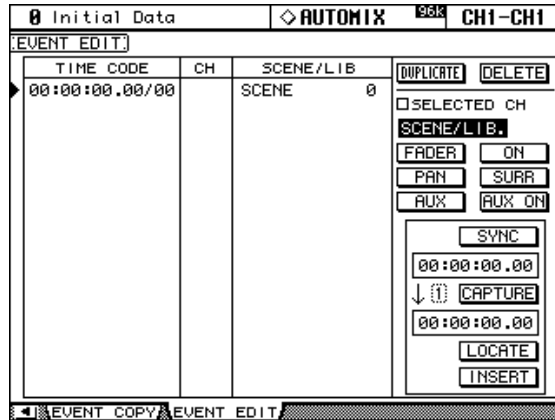 0 Initial Data ◇AUTOMIX 96K CH1-CH1
EVENT EDIT
TIME CODE CH SCENE/LIB
00:00:00.00/00 SCENE 0
DUPLICATE DELETE
SELECTED CH
SCENE/LIB.
FADER ON
PAN SURR
AUX AUX ON
SYNC
00:00:00.00
↓ 1 CAPTURE
00:00:00.00
LOCATE
INSERT
EVENT COPY EVENT EDIT